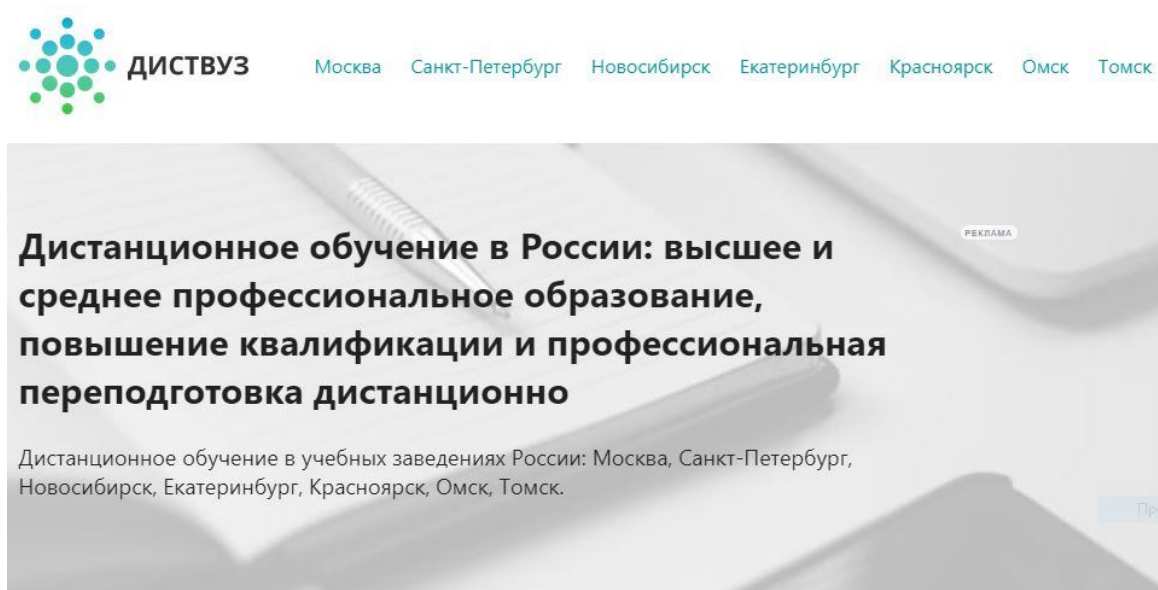 ДИСТВУЗ
Москва Санкт-Петербург Новосибирск Екатеринбург Красноярск Омск Томск
РЕКЛАМА
Дистанционное обучение в России: высшее и
среднее профессиональное образование,
повышение квалификации и профессиональная
переподготовка дистанционно
Дистанционное обучение в учебных заведениях России: Москва, Санкт-Петербург,
Новосибирск, Екатеринбург, Красноярск, Омск, Томск.